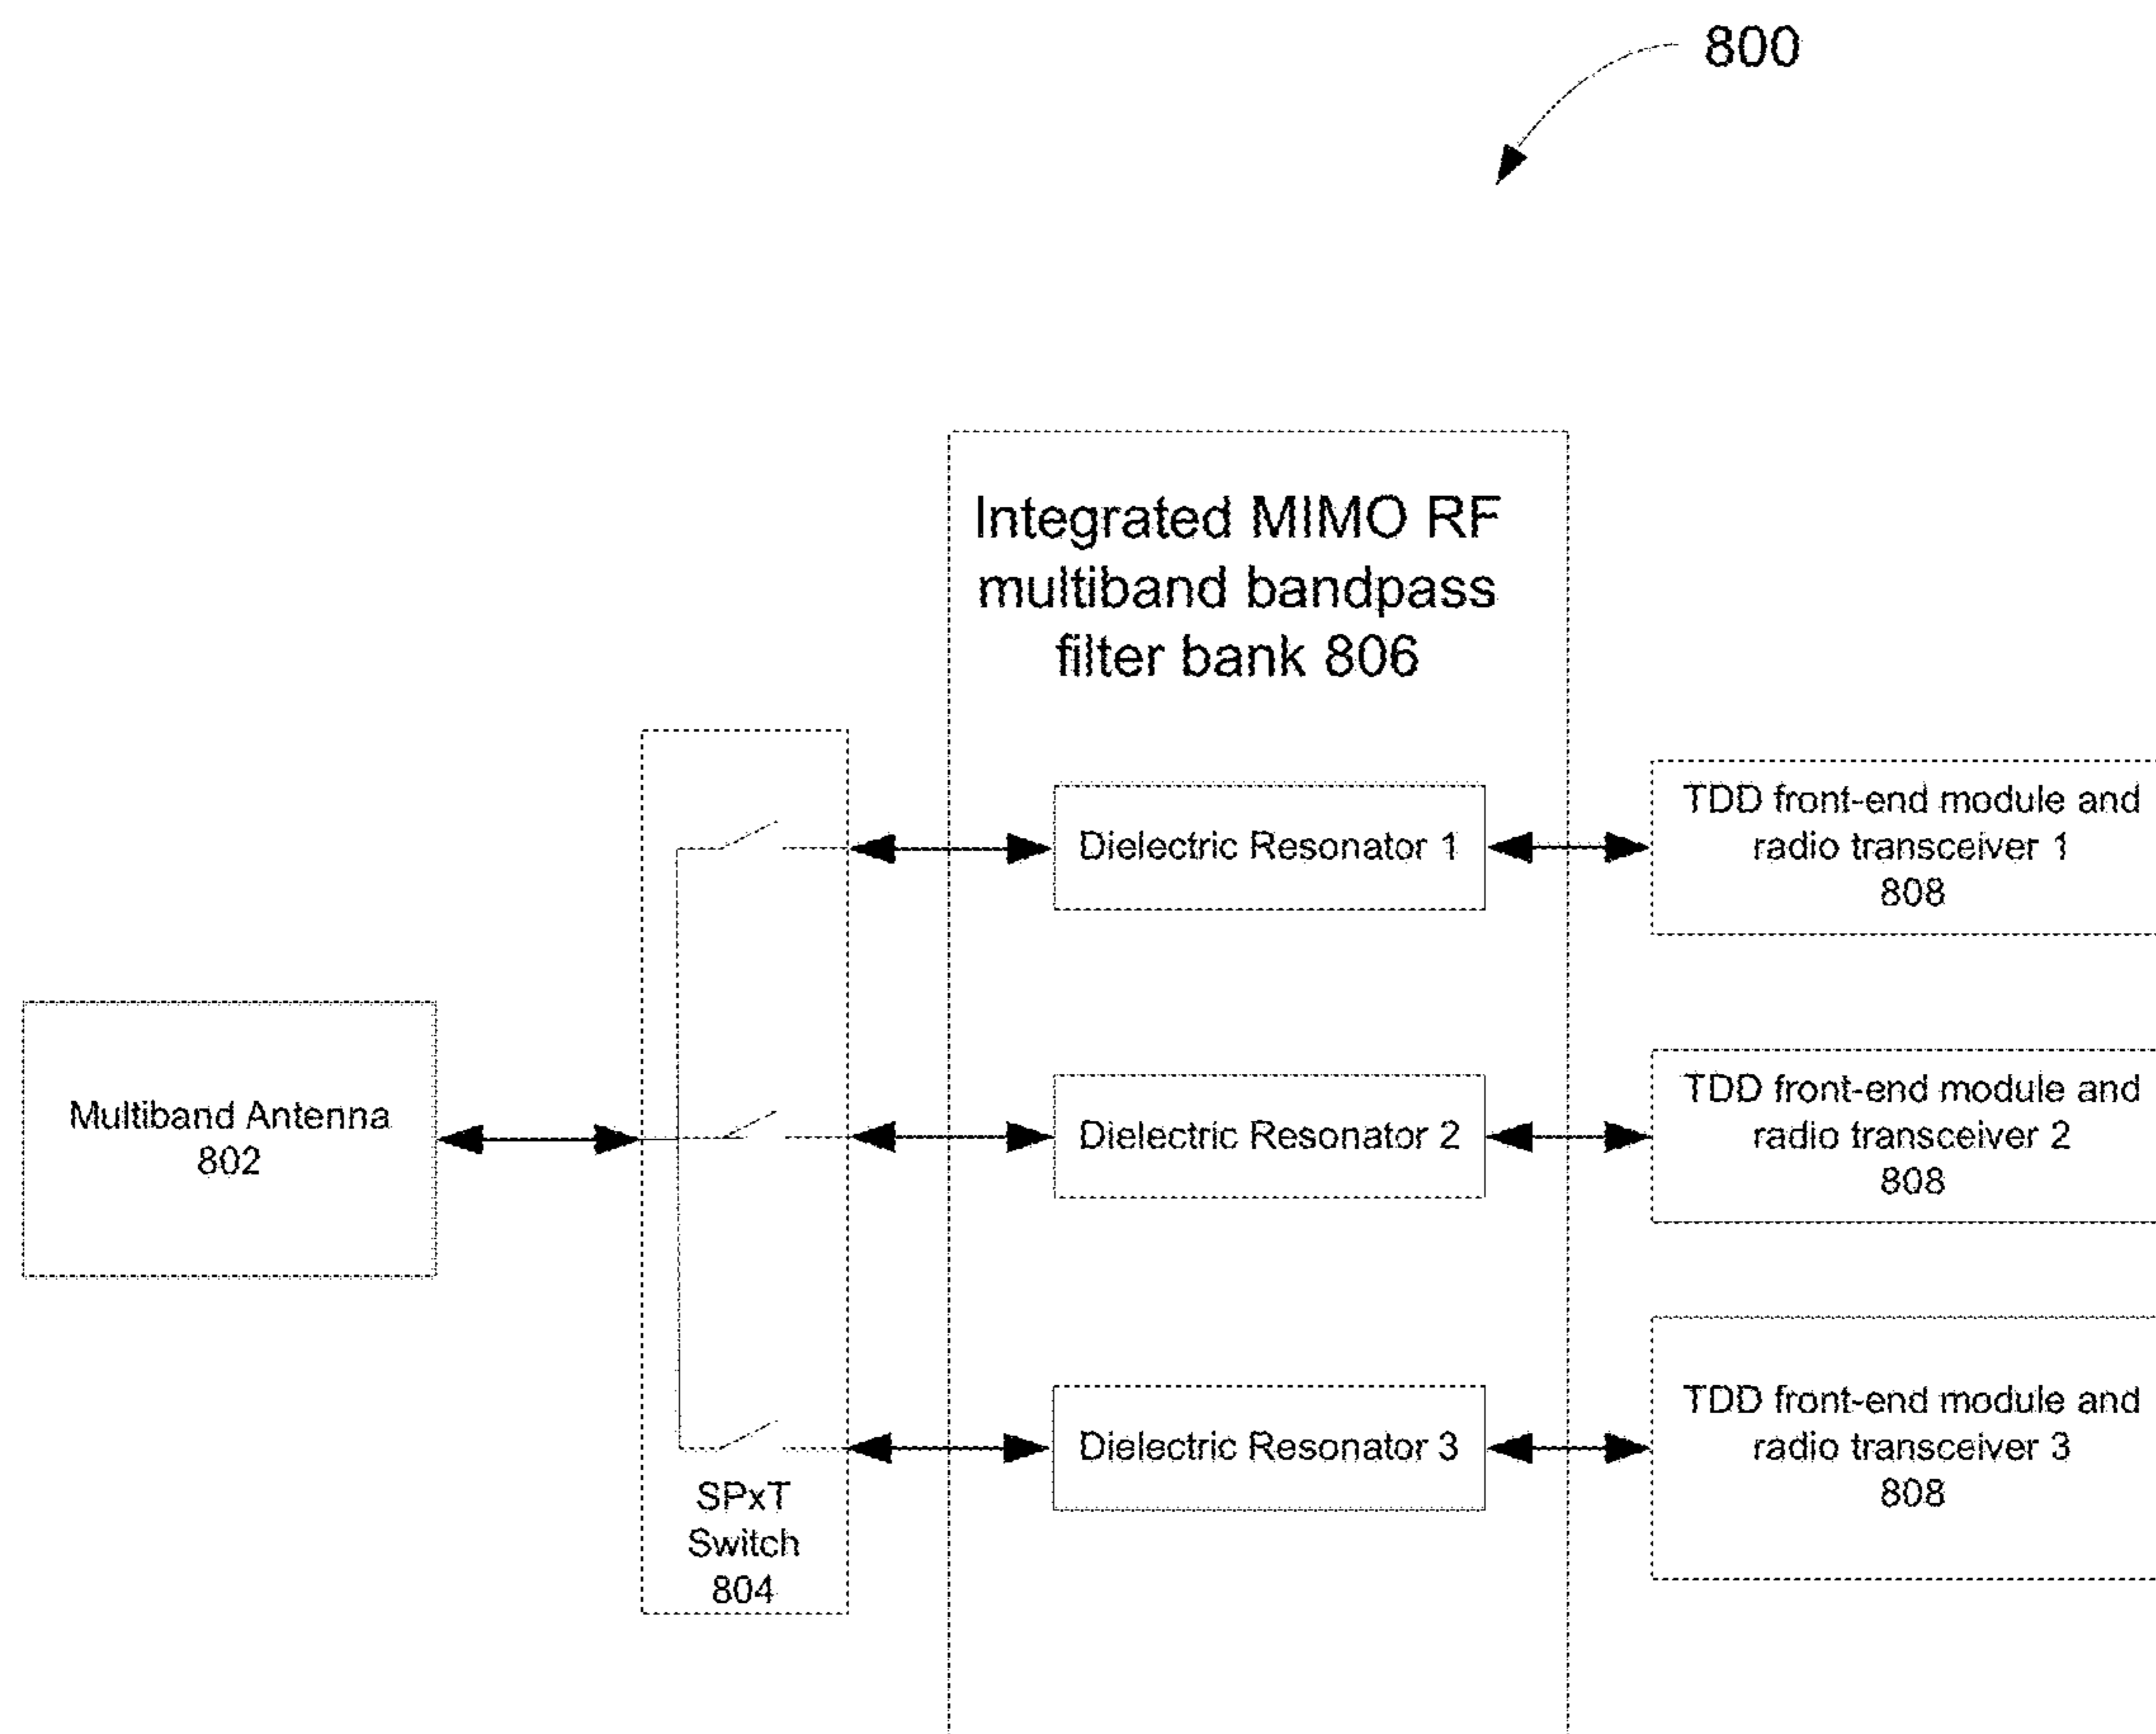 800
Integrated MIMO RF
multiband bandpass
filter bank 806
Multiband Antenna
802
SPxT
Switch
804
Dielectric Resonator 1
Dielectric Resonator 2
Dielectric Resonator 3
TDD front-end module and
radio transceiver 1
808
TDD front-end module and
radio transceiver 2
808
TDD front-end module and
radio transceiver 3
808